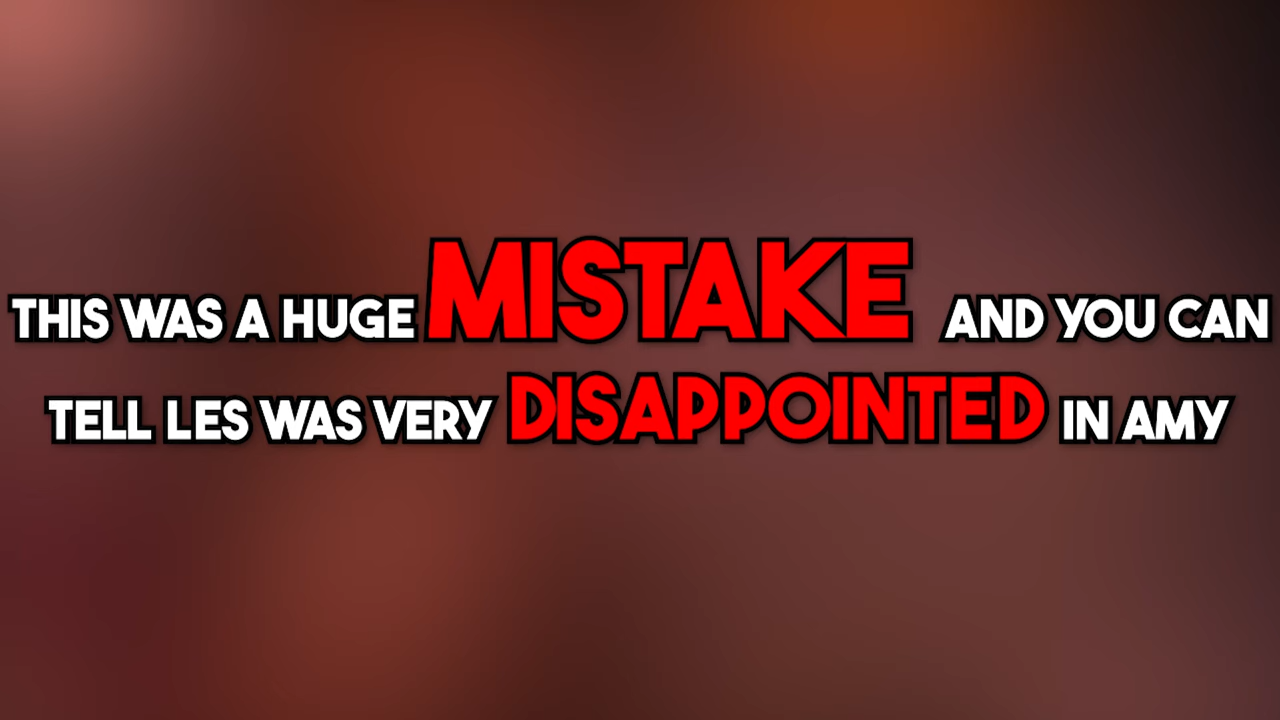 THIS WAS A HUGE MISTAKE AND YOU CAN
TELL LES WAS VERY DISAPPOINTED IN AMY